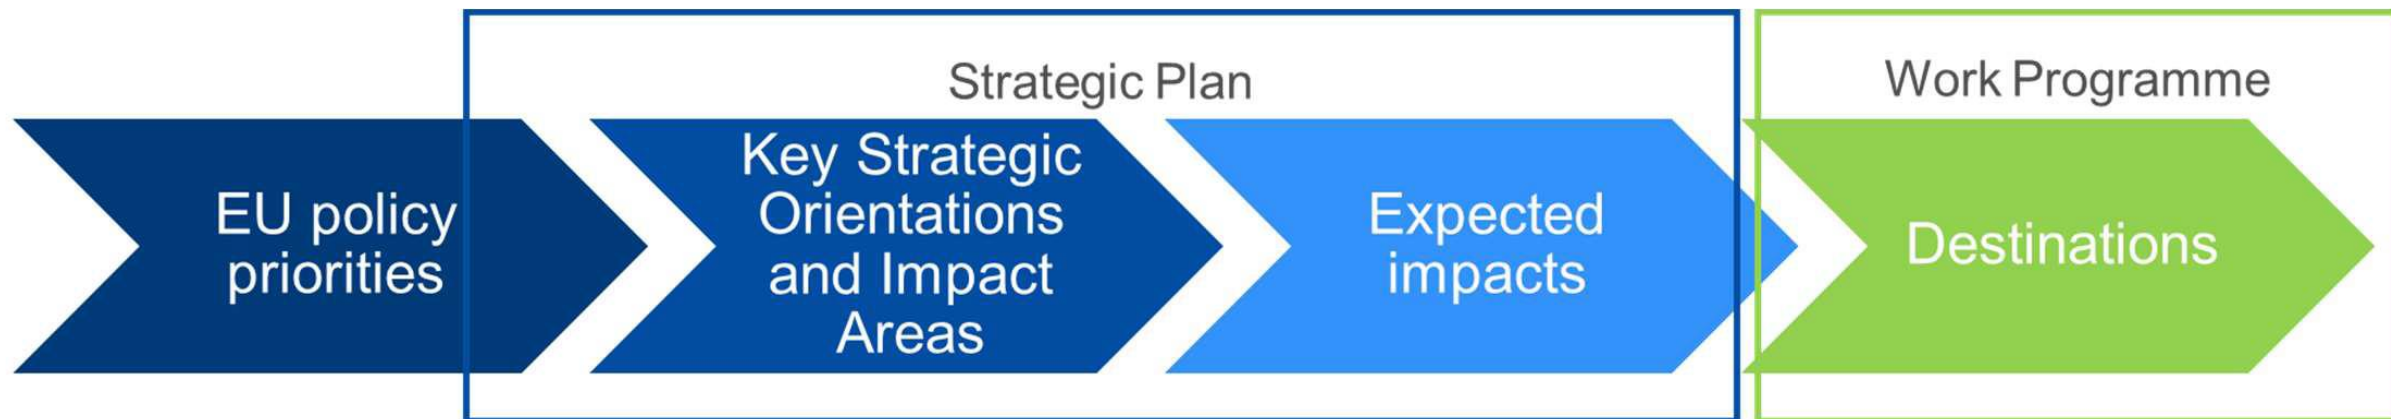 Strategic Plan
Work Programme
EU policy
priorities
Key Strategic
Orientations
and Impact
Areas
Expected
impacts
Destinations